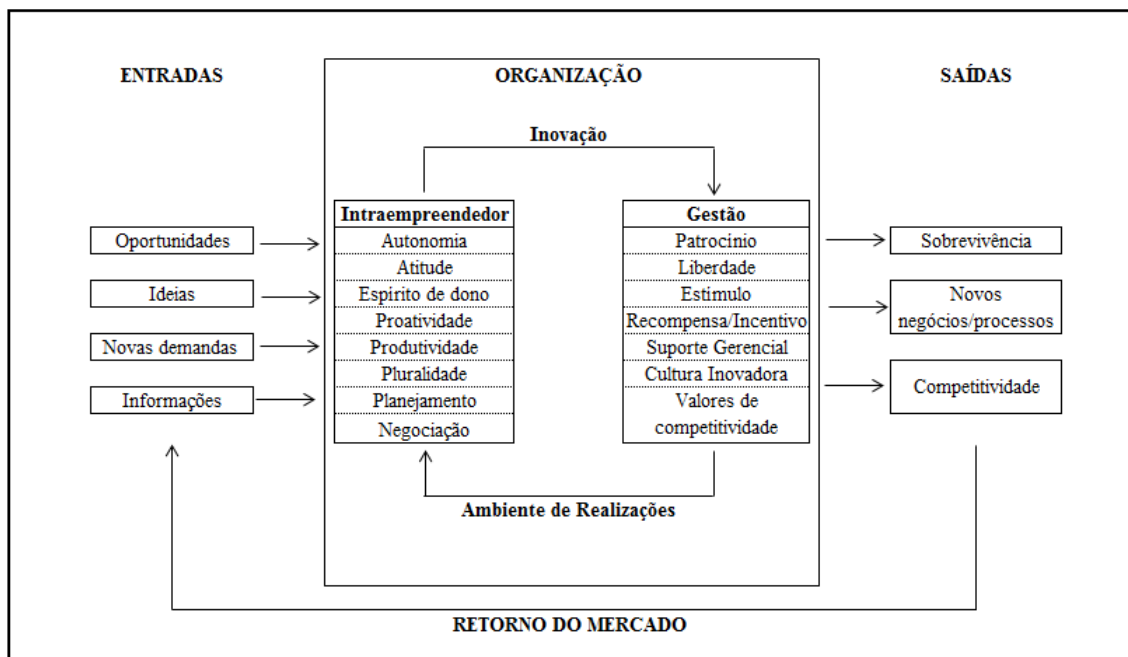 ENTRADAS
ORGANIZAÇÃO
SAÍDAS
Inovação
Oportunidades
Ideias
Novas demandas
Informações
Intraempreendedor
Autonomia
Atitude
Espírito de dono
Proatividade
Produtividade
Pluralidade
Planejamento
Negociação
Gestão
Patrocínio
Liberdade
Estímulo
Recompensa/Incentivo
Suporte Gerencial
Cultura Inovadora
Valores de
competitividade
Sobrevivência
Novos
negócios/processos
Competitividade
Ambiente de Realizações
RETORNO DO MERCADO